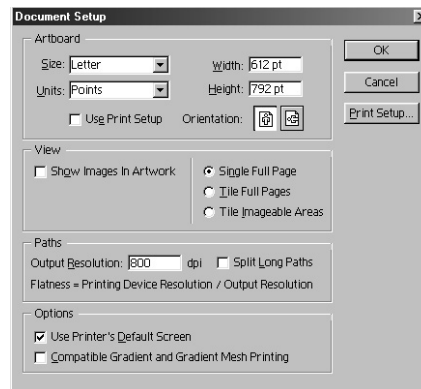 Document Setup
Artboard
Size: Letter
Width: 612 pt
Units: Points
Height: 792 pt
Use Print Setup
Orientation:
OK
Cancel
Print Setup...
View
Show Images In Artwork
Single Full Page
Tile Full Pages
Tile Imageable Areas
Paths
Output Resolution: 800 dpi
Split Long Paths
Flatness = Printing Device Resolution / Output Resolution
Options
Use Printer's Default Screen
Compatible Gradient and Gradient Mesh Printing